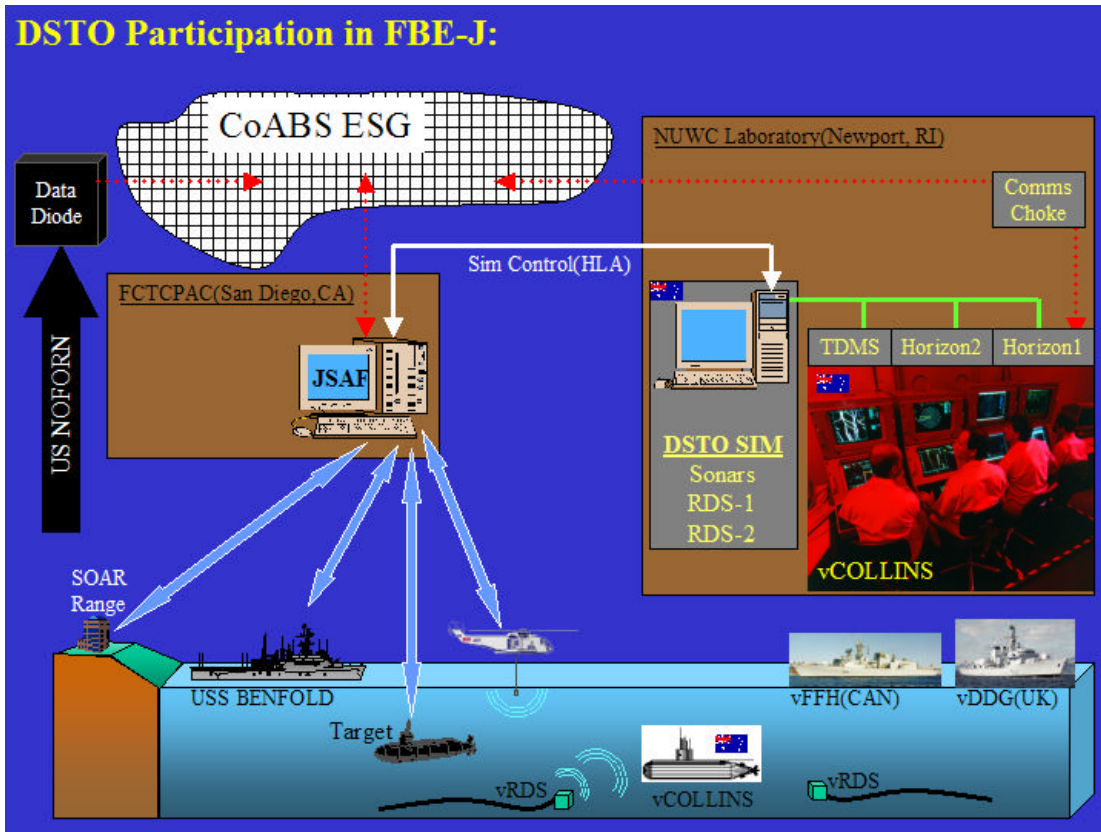 DSTO Participation in FBE-J:
CoABS ESG
NUWC Laboratory(Newport, RI)
Data
Diode
Comms
Choke
Sim Control(HLA)
FCTCPAC(San Diego,CA)
US NOFORN
JSAF
TDMS
Horizon2
Horizon1
DSTO SIM
Sonars
RDS-1
RDS-2
vCOLLINS
SOAR
Range
USS BENFOLD
vFFH(CAN)
vDDG(UK)
Target
vRDS
vCOLLINS
vRDS